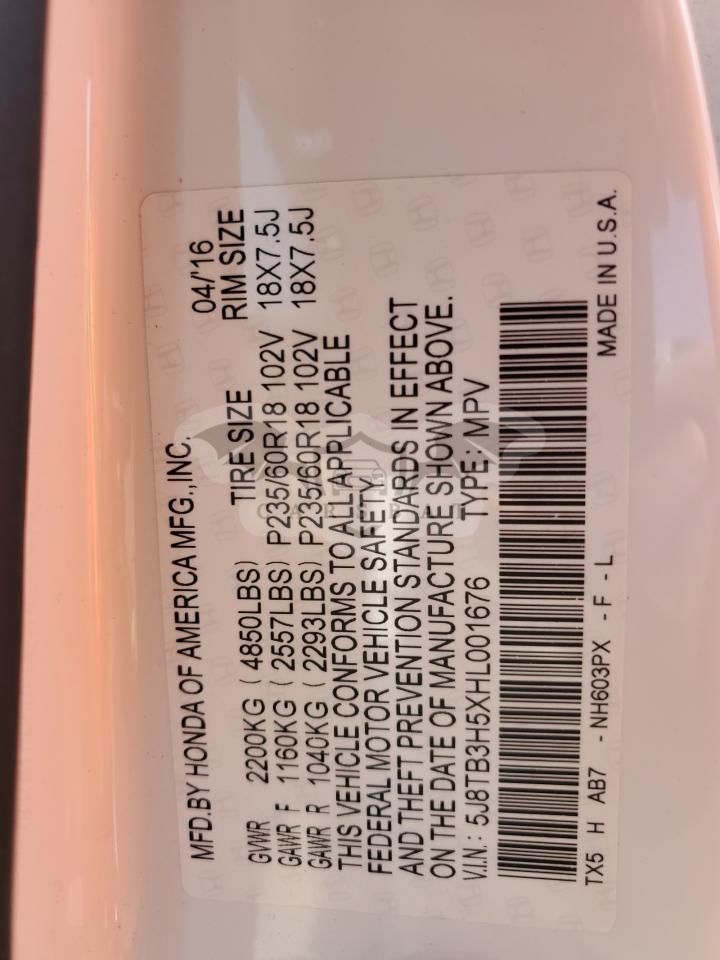 MFD.BY HONDA OF AMERICA MFG.,INC. 04/'16
GVWR 2200KG ( 4850LBS) TIRE SIZE RIM SIZE
GAWR F 1160KG ( 2557LBS) P235/60R18 102V 18X7.5J
GAWR R 1040KG ( 2293LBS) P235/60R18 102V 18X7.5J
THIS VEHICLE CONFORMS TO ALL APPLICABLE
FEDERAL MOTOR VEHICLE SAFETY
AND THEFT PREVENTION STANDARDS IN EFFECT
ON THE DATE OF MANUFACTURE SHOWN ABOVE.
V.I.N.: 5J8TB3H5XHL001676 TYPE: MPV
TX5 H AB7 -NH603PX -F -L MADE IN U.S.A.